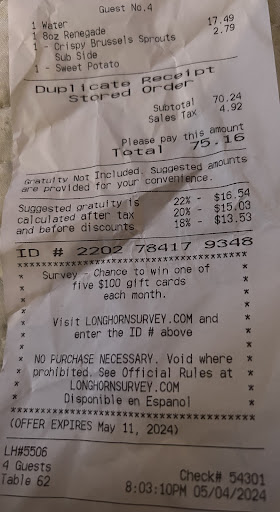 Guest No.4
1 Water
1 8oz Renegade 17.49
1 - Crispy Brussels Sprouts 2.79
Sub Side
1 - Sweet Potato
Duplicate Receipt
Stored Order
Subtotal 70.24
Sales Tax 4.92
Please pay this amount
Total 75.16
Gratuity Not Included. Suggested amounts
are provided for your convenience.
Suggested gratuity is 22% - $16.54
calculated after tax 20% - $15.03
and before discounts 18% - $13.53
ID # 2202 78417 9348
****************************************
* Survey - Chance to win one of *
* five $100 gift cards *
* each month. *
* *
* Visit LONGHORNSURVEY.COM and *
* enter the ID # above *
* *
* NO PURCHASE NECESSARY. Void where *
* prohibited. See Official Rules at *
* LONGHORNSURVEY.COM *
* Disponible en Espanol *
****************************************
(OFFER EXPIRES May 11, 2024)
LH#5506
4 Guests Check# 54301
Table 62 8:03:10PM 05/04/2024